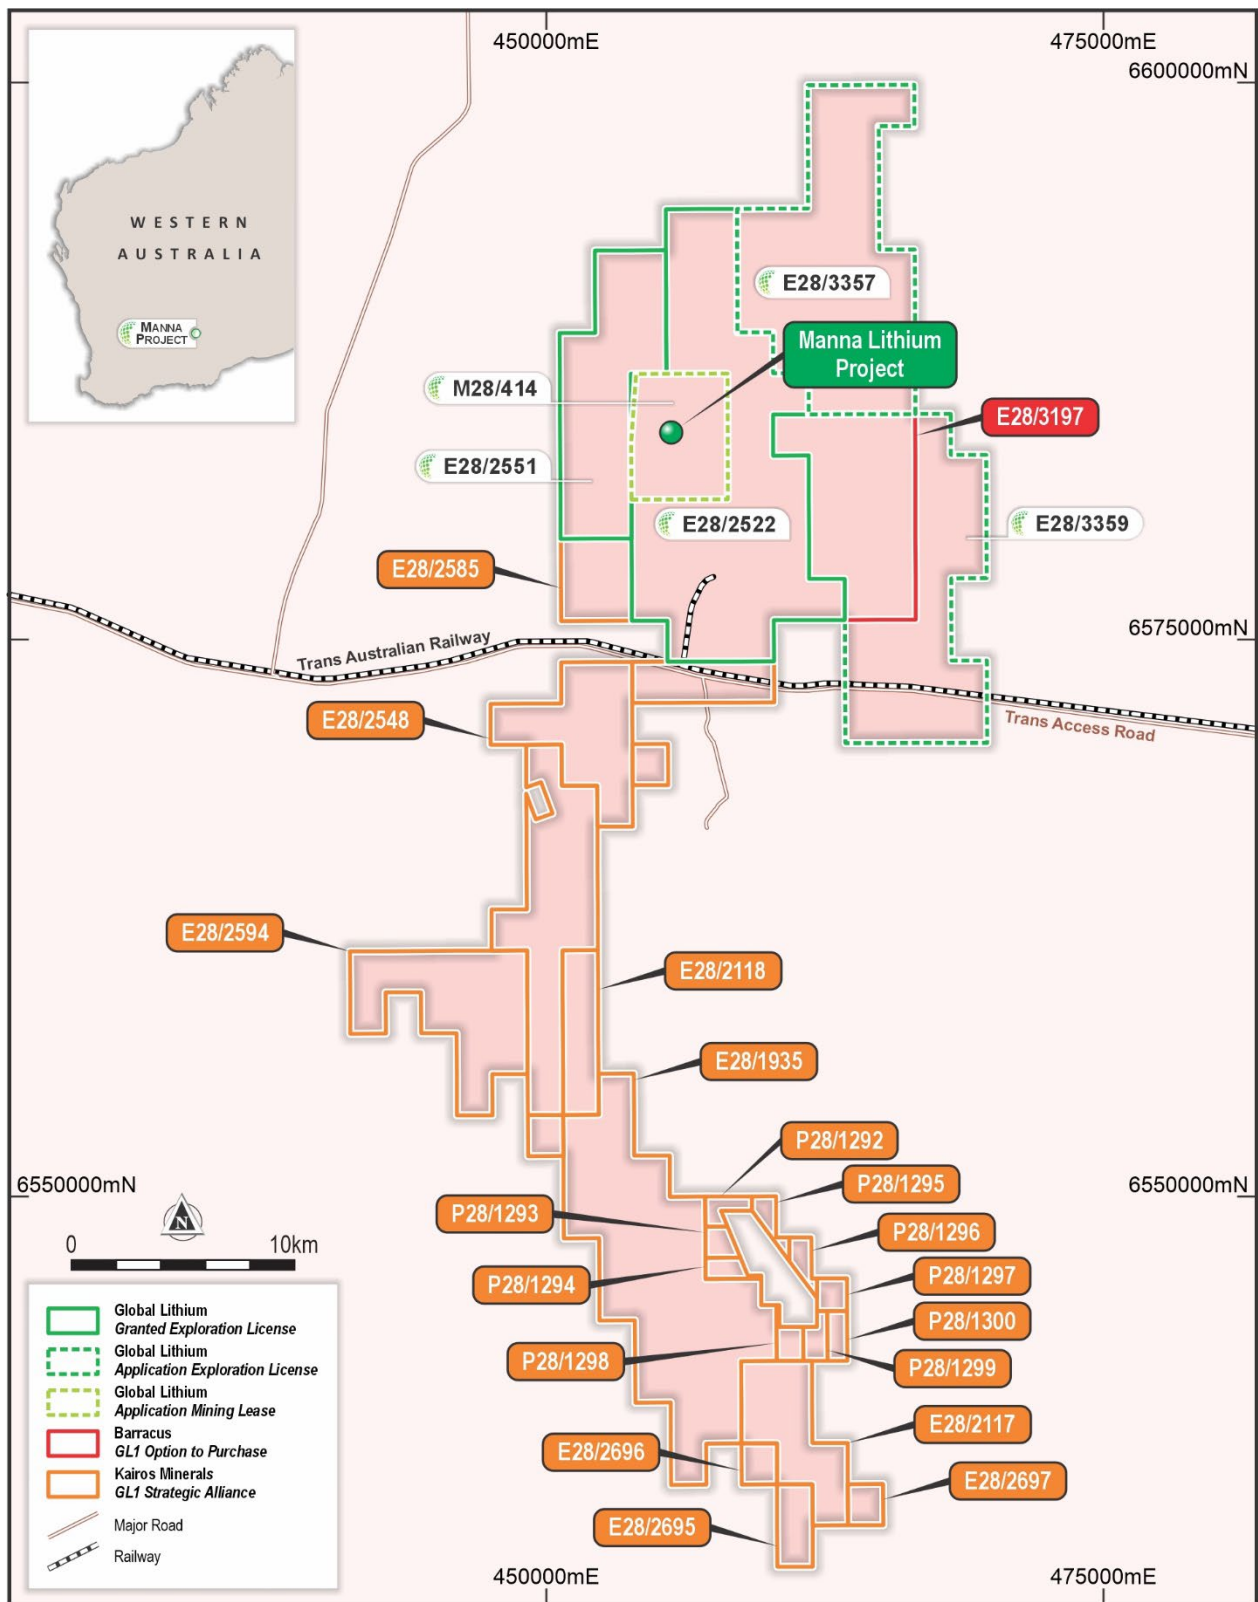 450000mE
475000mE
6600000mN
WESTERN
AUSTRALIA
MANNA
PROJECT
E28/3357
Manna Lithium
Project
M28/414
E28/3197
E28/2551
E28/2522
E28/3359
E28/2585
6575000mN
Trans Australian Railway
E28/2548
Trans Access Road
E28/2594
E28/2118
E28/1935
P28/1292
P28/1295
6550000mN
6550000mN
P28/1293
P28/1296
P28/1294
P28/1297
N
0
10km
P28/1300
P28/1298
P28/1299
E28/2117
E28/2696
E28/2697
E28/2695
Global Lithium
Granted Exploration License
Global Lithium
Application Exploration License
Global Lithium
Application Mining Lease
Barracus
GL1 Option to Purchase
Kairos Minerals
GL1 Strategic Alliance
Major Road
Railway
450000mE
475000mE